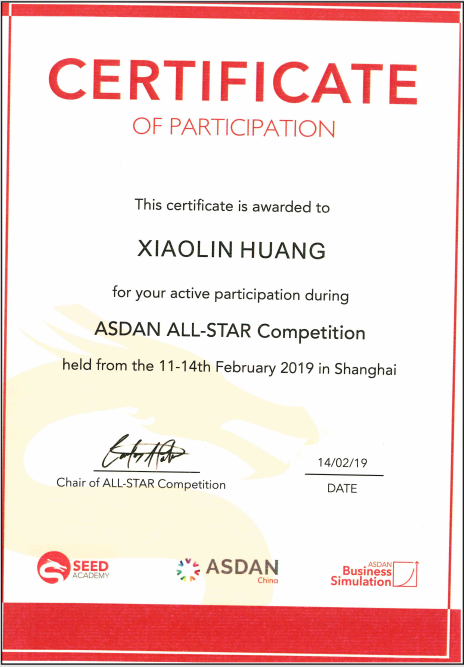 CERTIFICATE
OF PARTICIPATION
This certificate is awarded to
XIAOLIN HUANG
for your active participation during
ASDAN ALL-STAR Competition
held from the 11-14th February 2019 in Shanghai
14/02/19
Chair of ALL-STAR Competition
DATE
SEED
ACADEMY
ASDAN
China
ASDAN
Business
Simulation